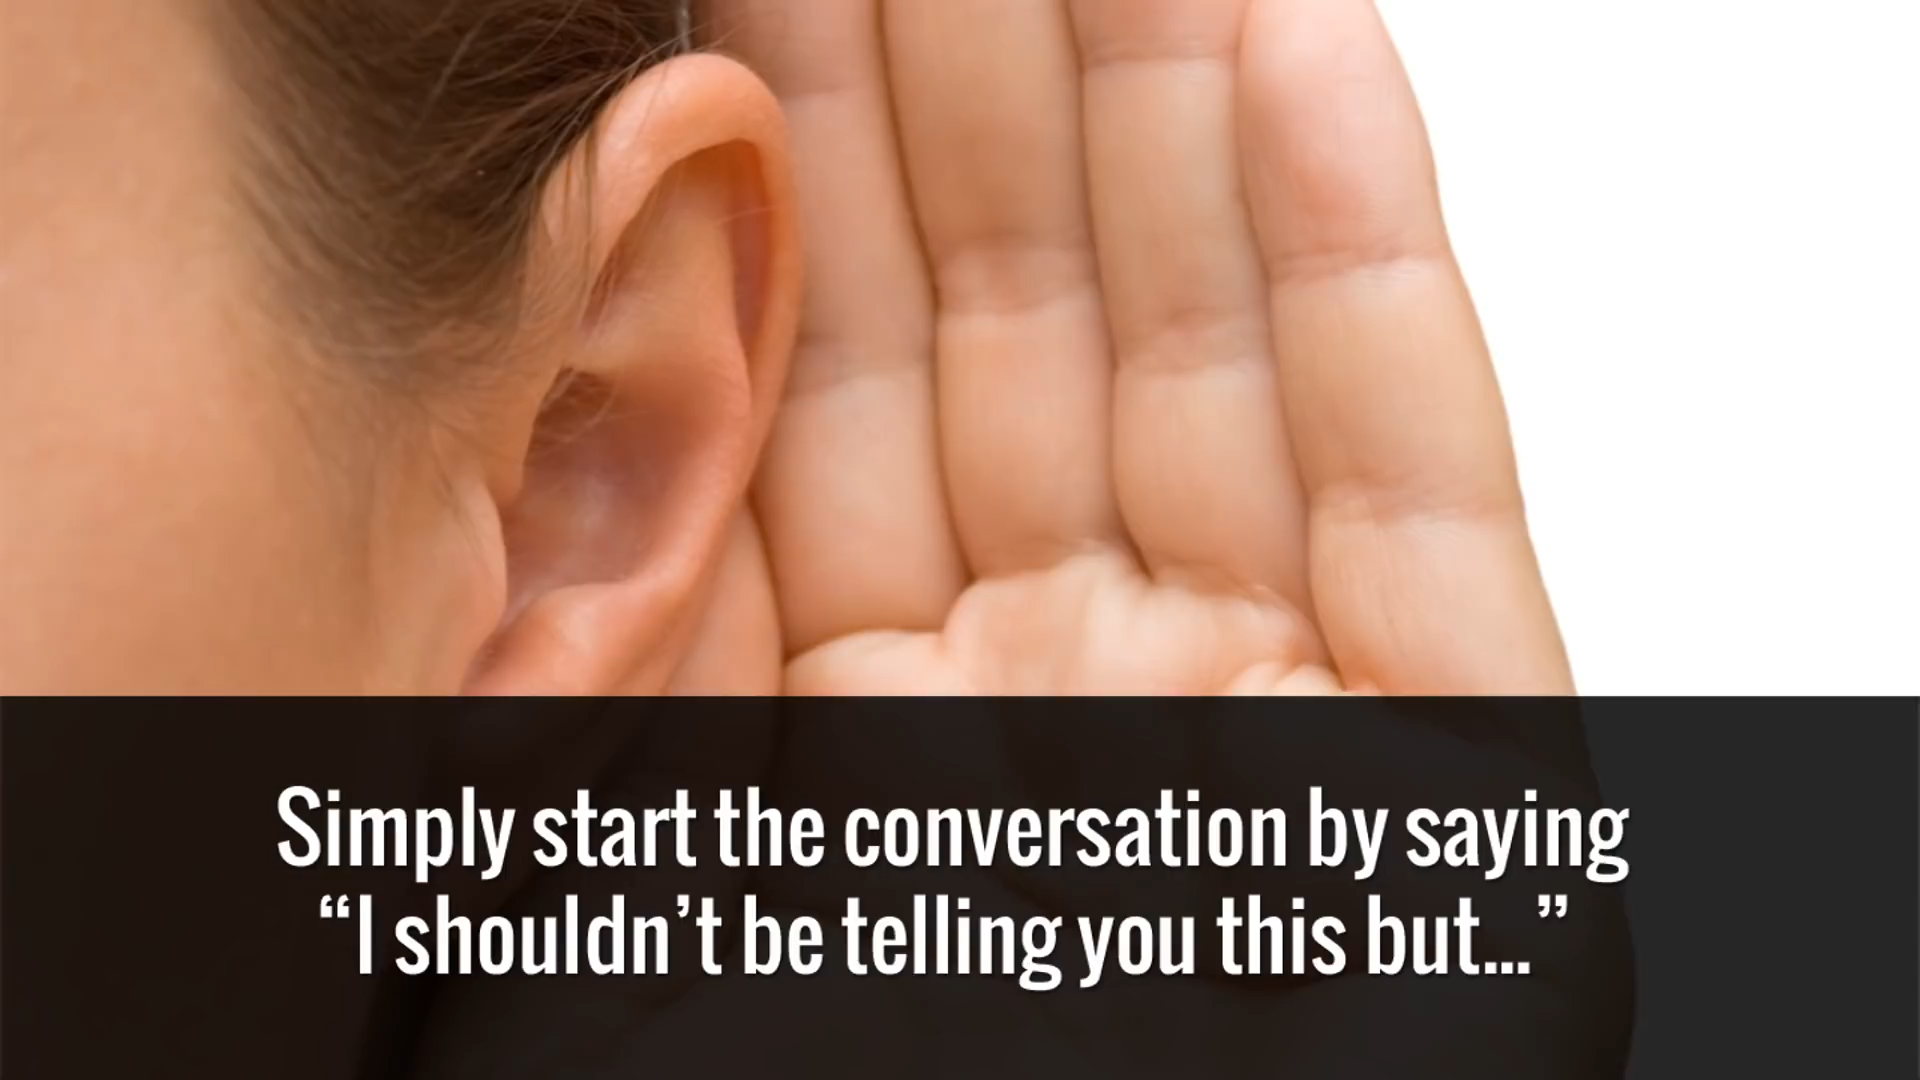 Simply start the conversation by saying
“I shouldn’t be telling you this but...”